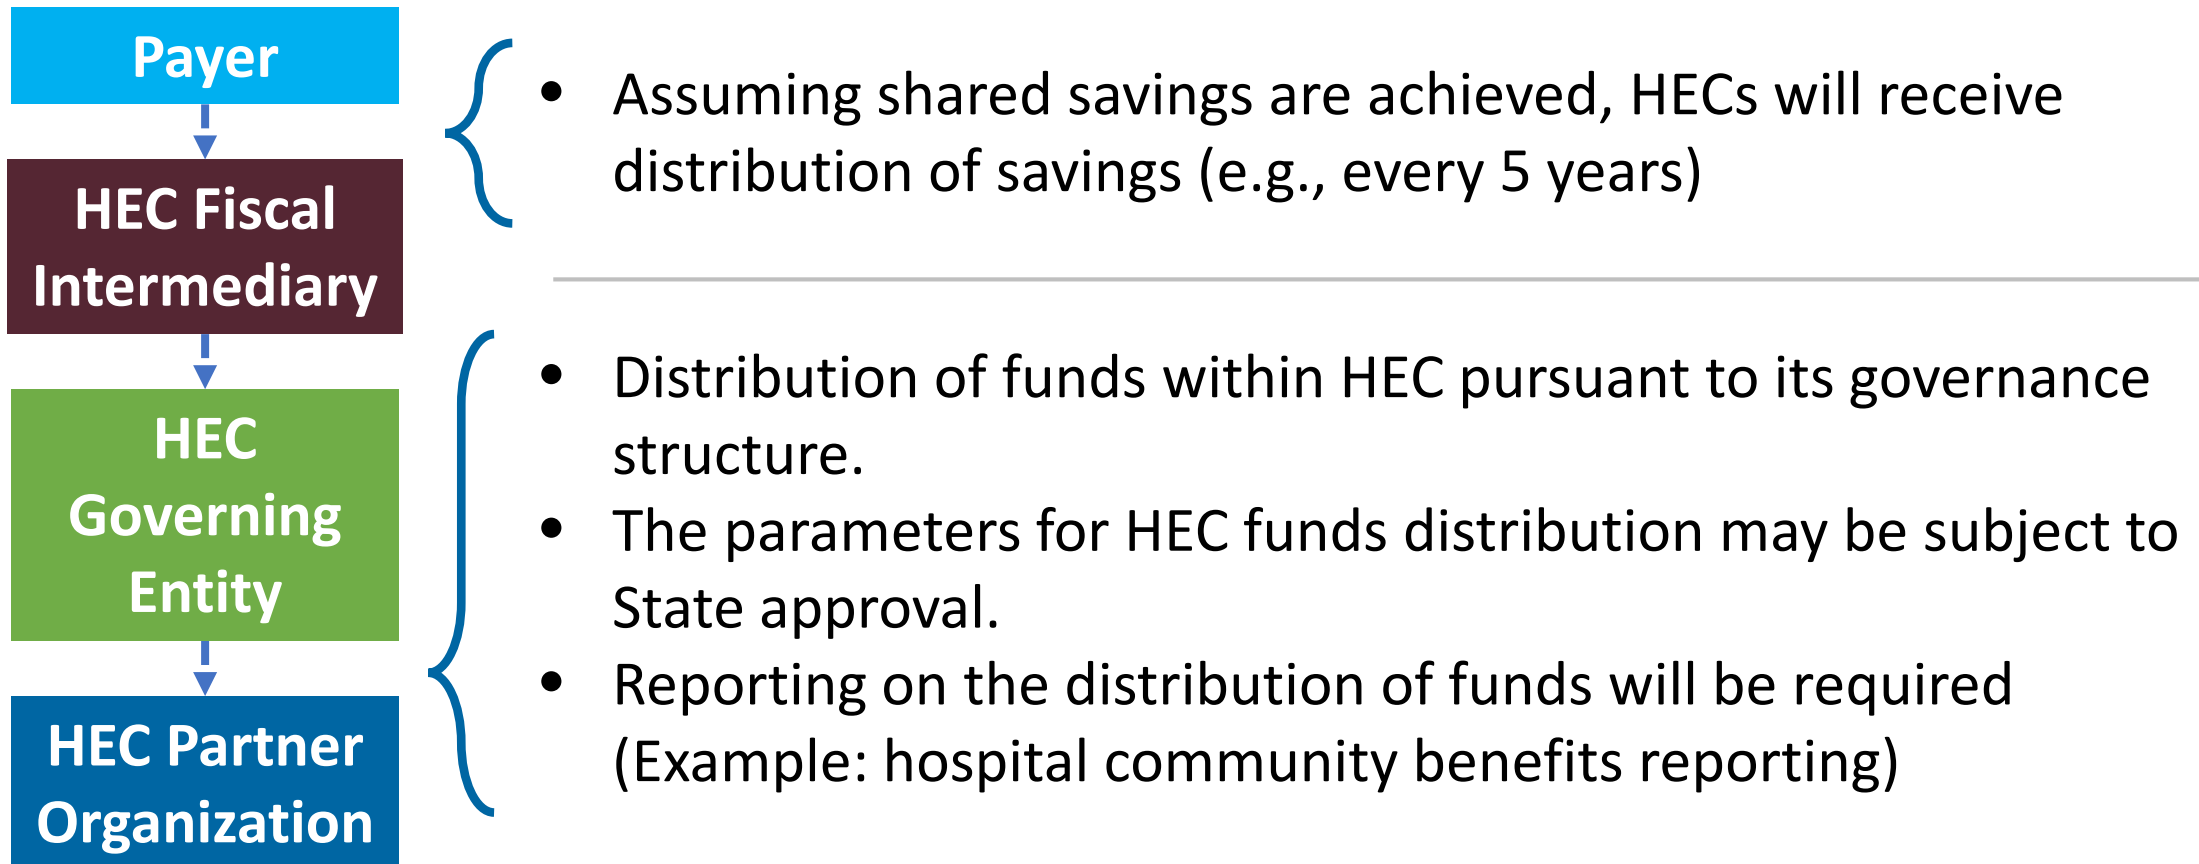 Payer
HEC Fiscal
Intermediary
HEC
Governing
Entity
HEC Partner
Organization
• Assuming shared savings are achieved, HECs will receive
distribution of savings (e.g., every 5 years)
• Distribution of funds within HEC pursuant to its governance
structure.
• The parameters for HEC funds distribution may be subject to
State approval.
• Reporting on the distribution of funds will be required
(Example: hospital community benefits reporting)